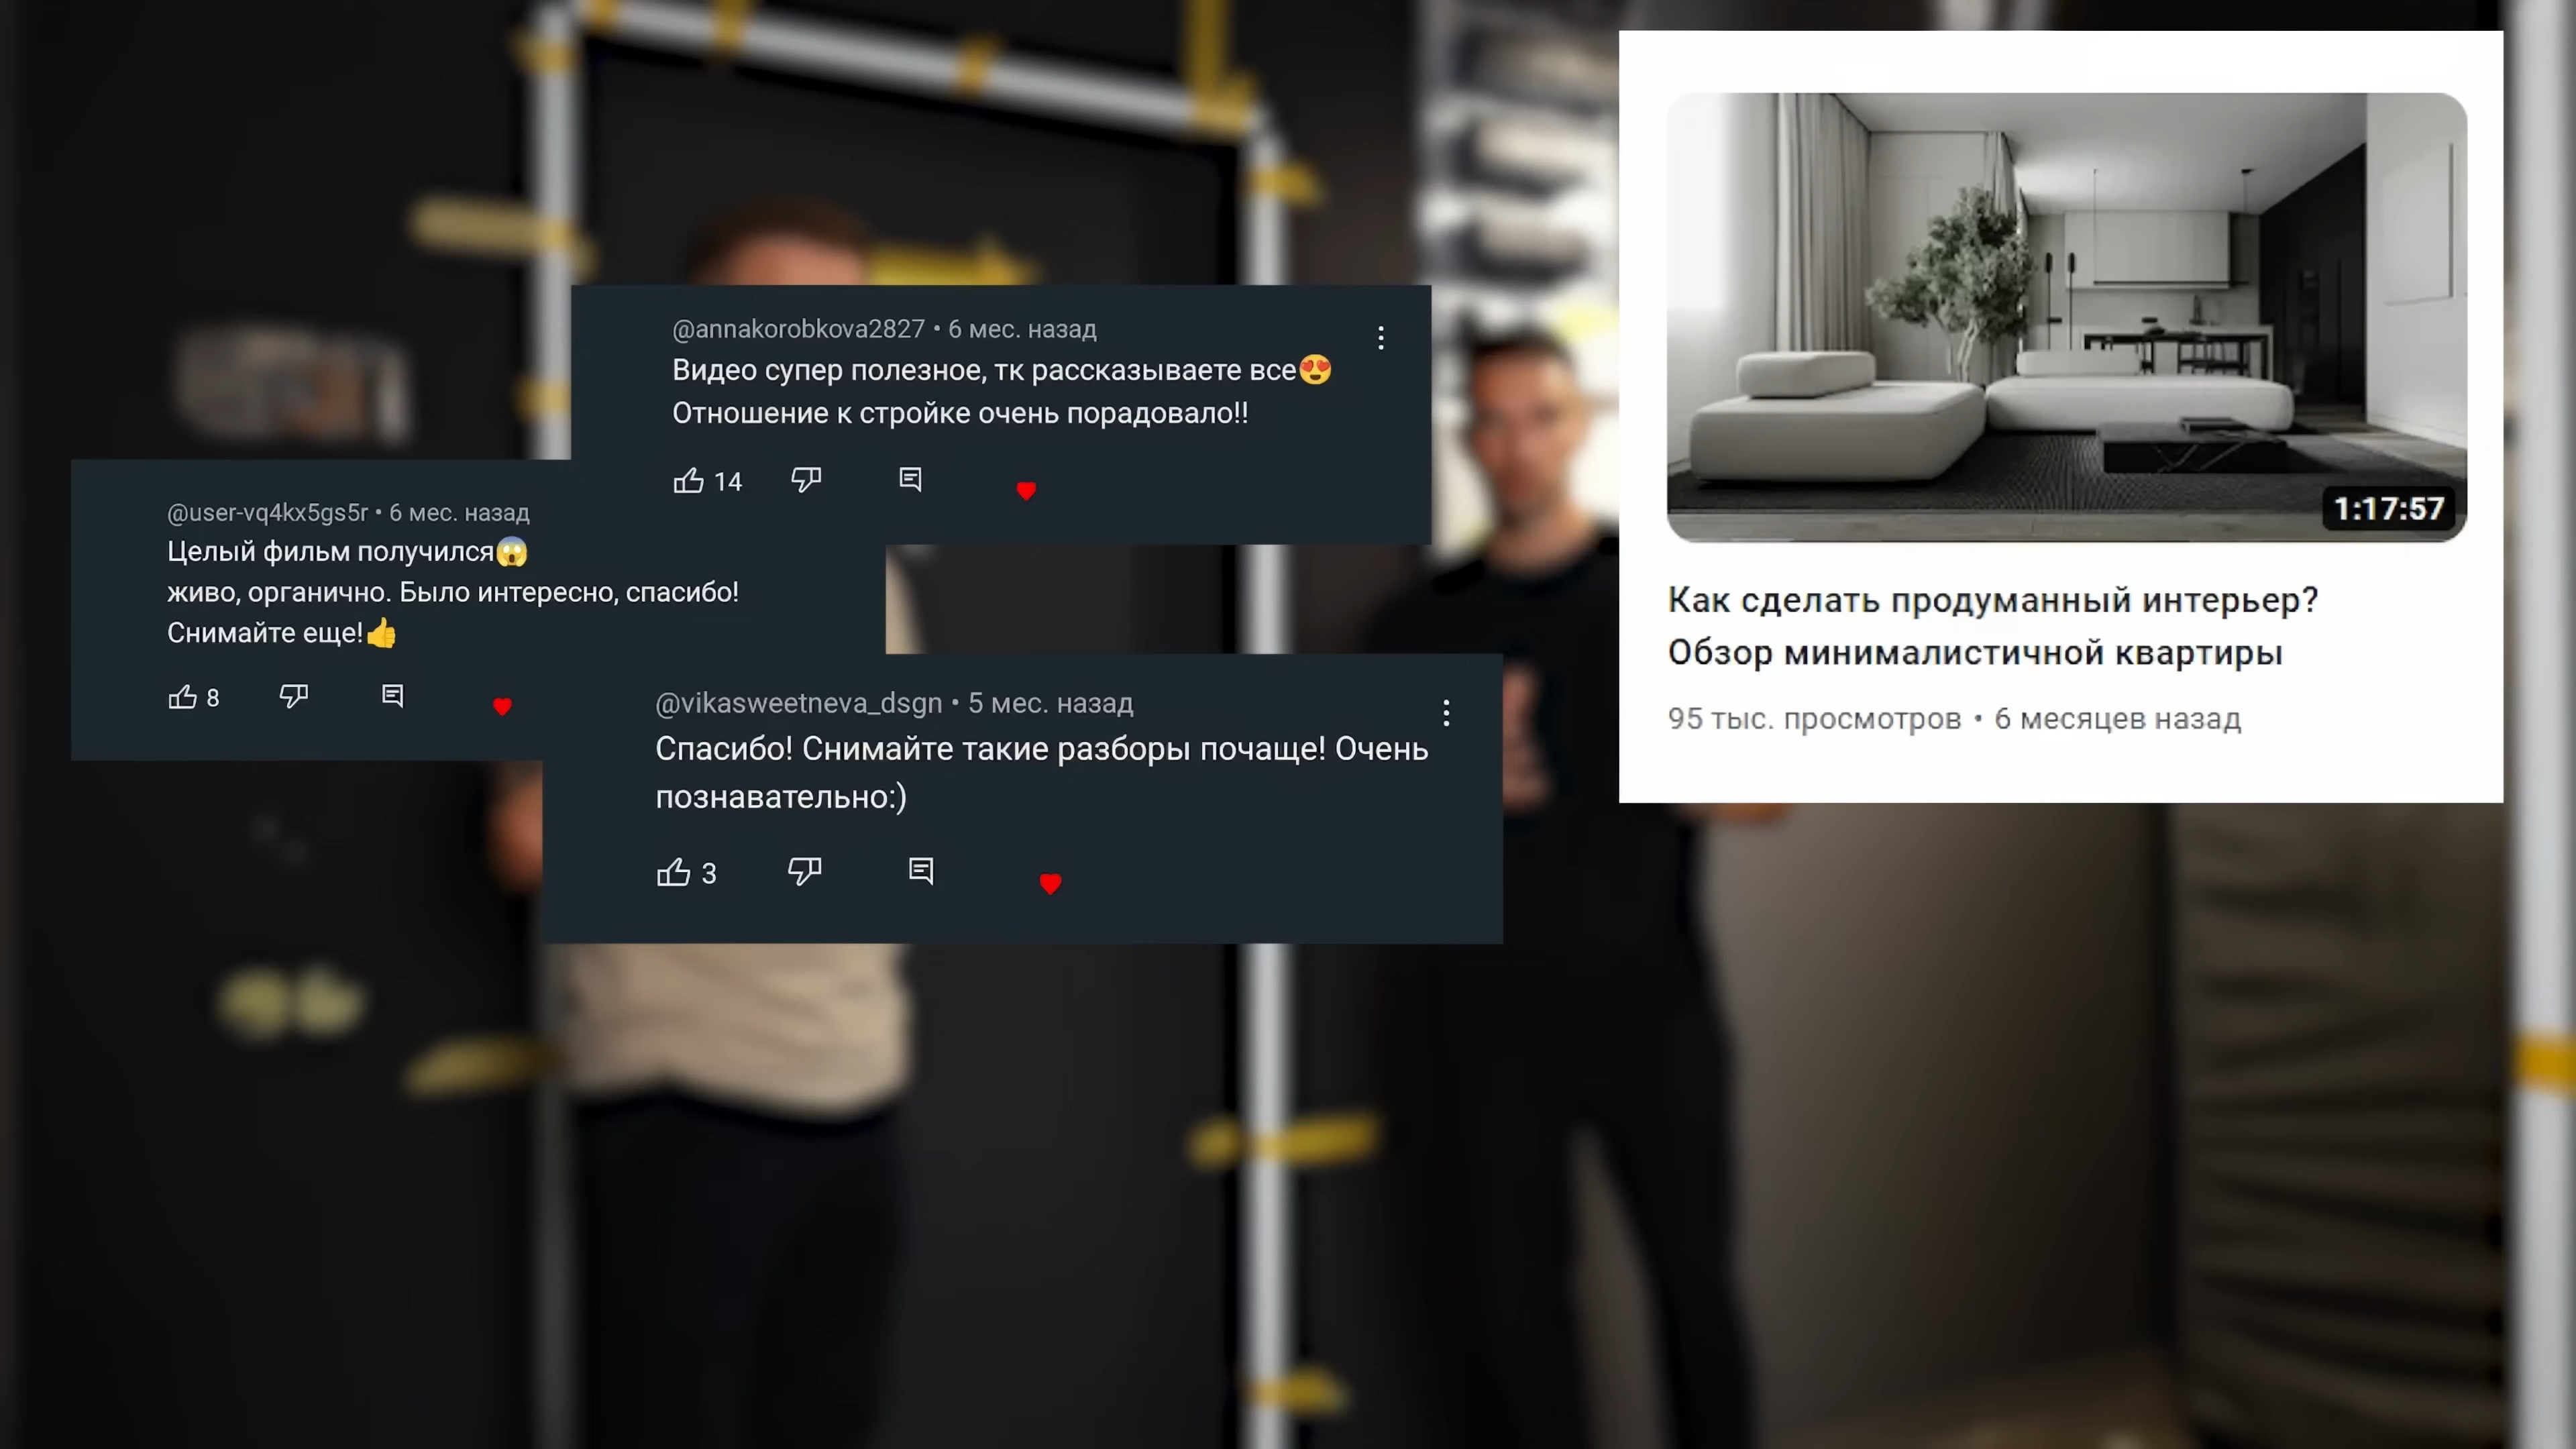 @annakorobkova2827 • 6 мес. назад
Видео супер полезное, тк рассказываете все😍
Отношение к стройке очень порадовало!!
14
@user-vq4kx5gs5r • 6 мес. назад
Целый фильм получился😱
живо, органично. Было интересно, спасибо!
Снимайте еще!👍
8
@vikasweetneva_dsgn • 5 мес. назад
Спасибо! Снимайте такие разборы почаще! Очень
познавательно:)
3
1:17:57
Как сделать продуманный интерьер?
Обзор минималистичной квартиры
95 тыс. просмотров • 6 месяцев назад